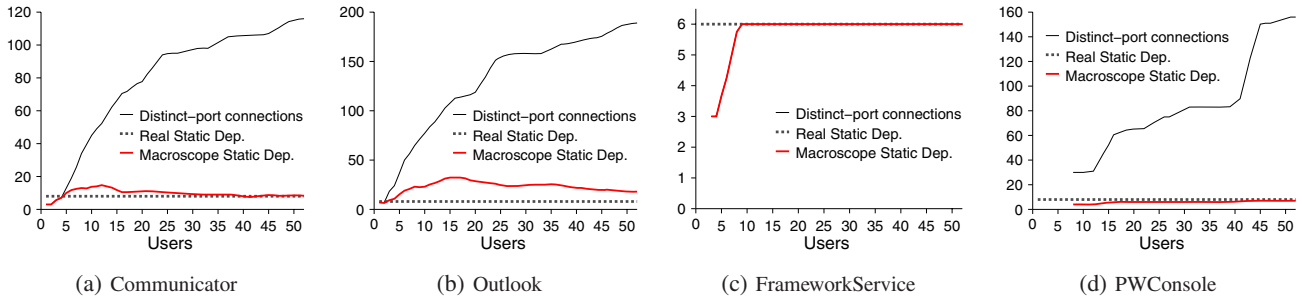 120
100
80
60
40
20
0
Distinct−port connections
Real Static Dep.
Macroscope Static Dep.
0 5 10 15 20 25 30 35 40 45 50
Users
(a) Communicator
200
150
100
50
0
Distinct−port connections
Real Static Dep.
Macroscope Static Dep.
0 5 10 15 20 25 30 35 40 45 50
Users
(b) Outlook
6
5
4
3
2
1
0
Distinct−port connections
Real Static Dep.
Macroscope Static Dep.
0 5 10 15 20 25 30 35 40 45 50
Users
(c) FrameworkService
160
140
120
100
80
60
40
20
0
Distinct−port connections
Real Static Dep.
Macroscope Static Dep.
0 5 10 15 20 25 30 35 40 45 50
Users
(d) PWConsole